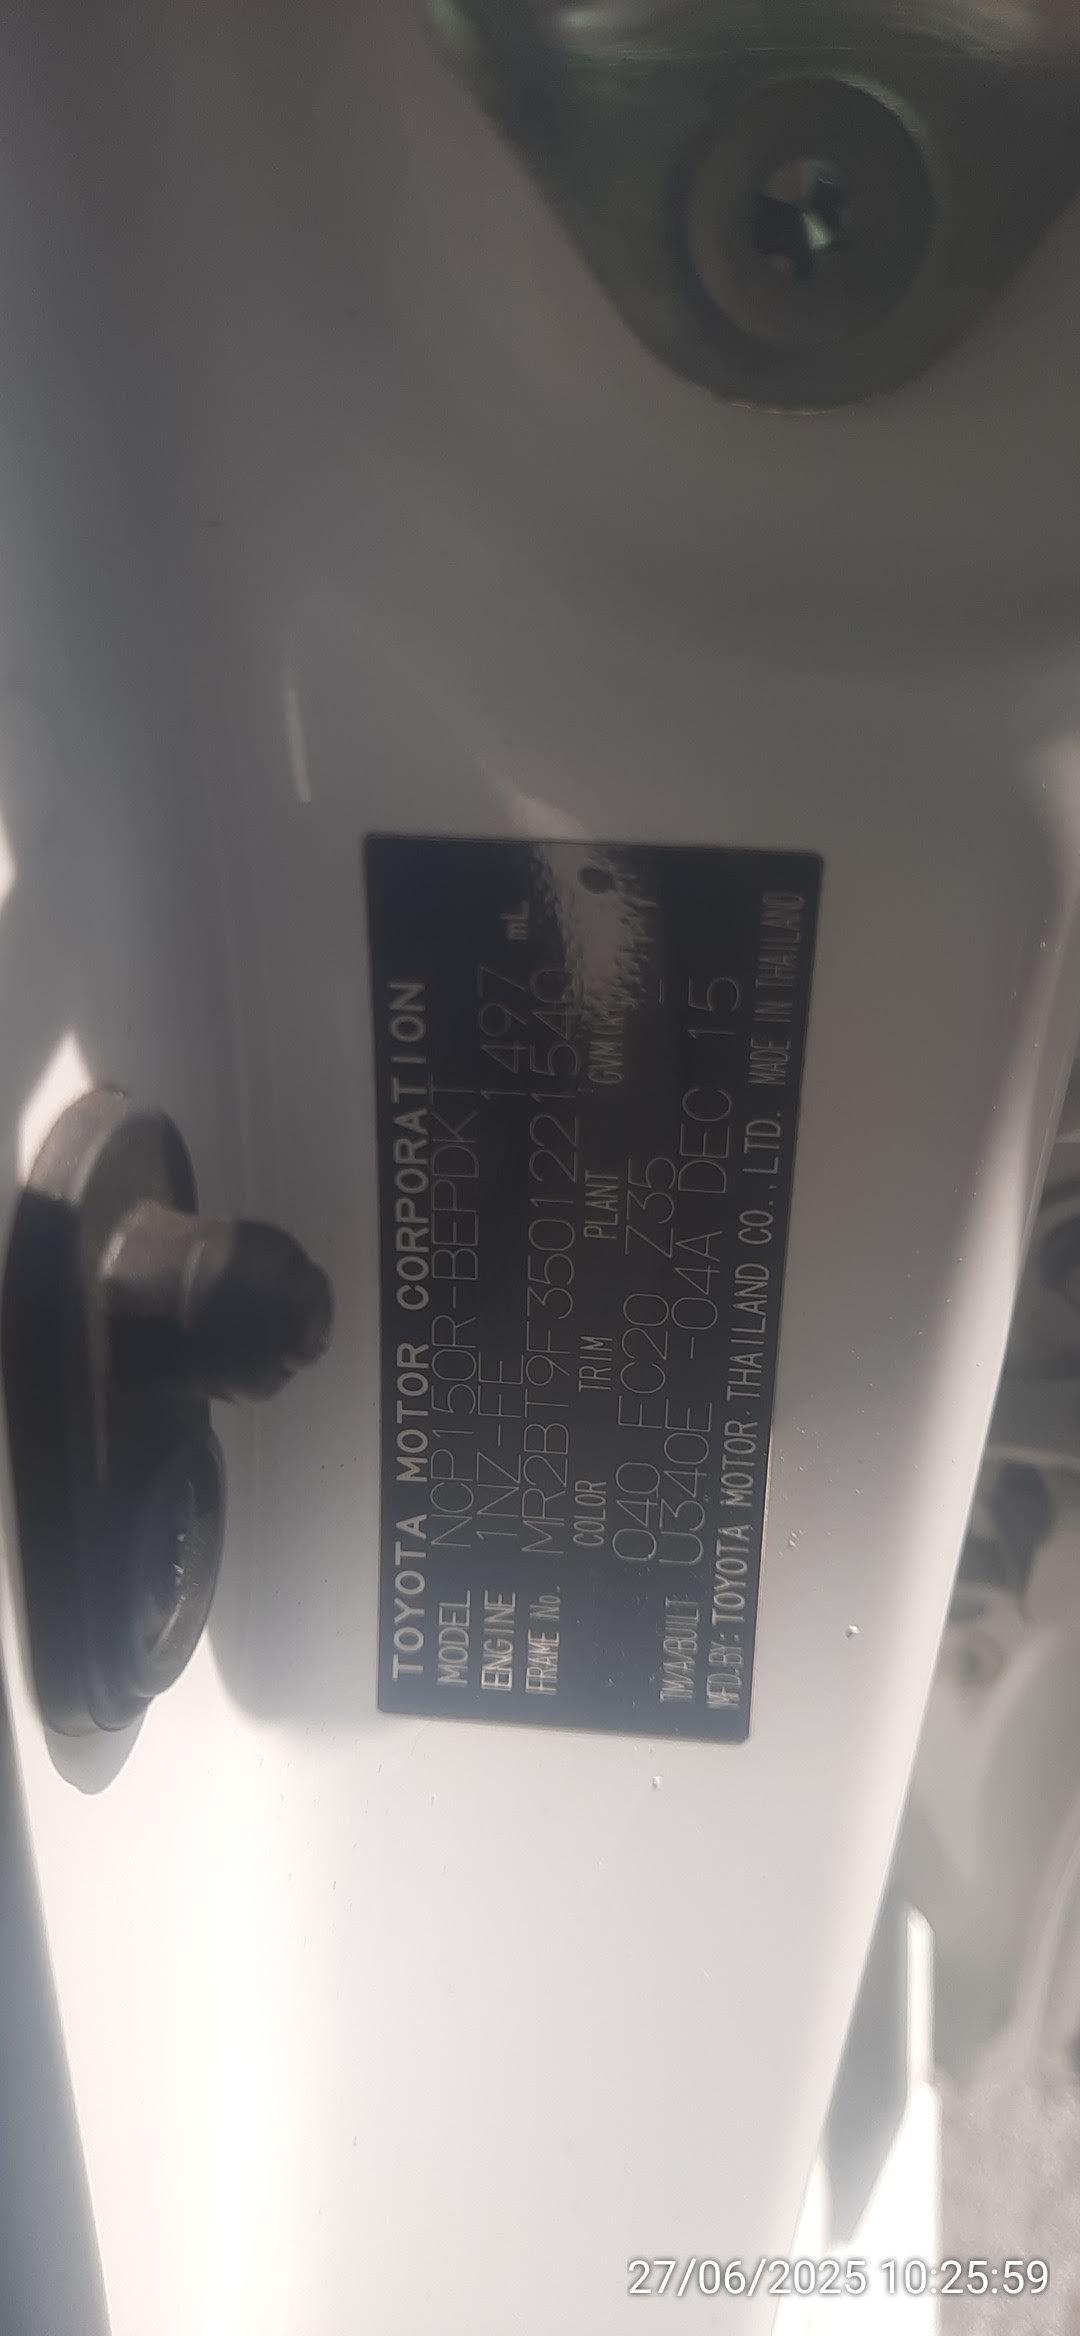 TOYOTA MOTOR CORPORATION
MODEL NCP150R-BEPDKT
ENGINE 1NZ-FE 1497 mL
FRAME No. MR2BT9F3501221540
COLOR TRIM PLANT
040 FC20 Z35 -
TM/A/BUILT U340E -04A DEC 15
MFD.BY: TOYOTA MOTOR THAILAND CO.,LTD. MADE IN THAILAND
27/06/2025 10:25:59